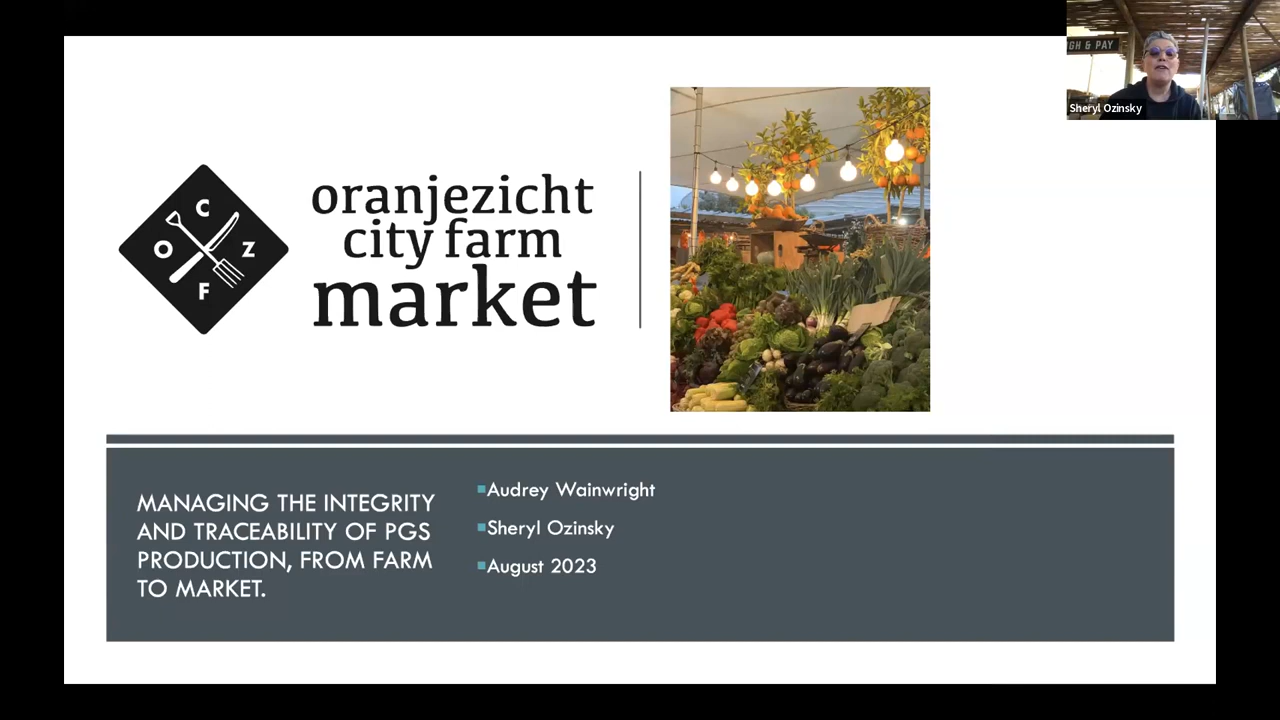 GH & PAY
Sheryl Ozinsky
C
O Z
F
oranjezicht
city farm
market
MANAGING THE INTEGRITY
AND TRACEABILITY OF PGS
PRODUCTION, FROM FARM
TO MARKET.
Audrey Wainwright
Sheryl Ozinsky
August 2023